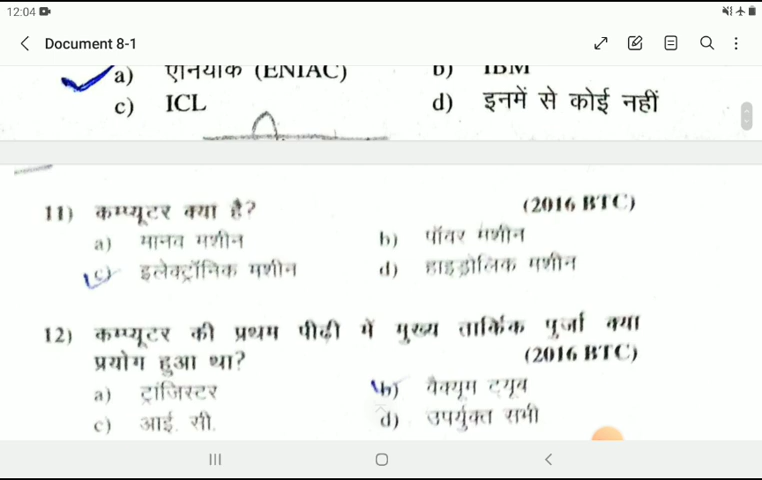 12:04
Document 8-1
a) एनियाक (ENIAC) b) IBM
c) ICL d) इनमें से कोई नहीं
11) कम्प्यूटर क्या है? (2016 BTC)
a) मानव मशीन b) पॉवर मशीन
c) इलेक्ट्रॉनिक मशीन d) हाइड्रोलिक मशीन
12) कम्प्यूटर की प्रथम पीढ़ी में मुख्य तार्किक पुर्जा क्या
प्रयोग हुआ था? (2016 BTC)
a) ट्रांजिस्टर b) वैक्यूम ट्यूब
c) आई. सी. d) उपर्युक्त सभी